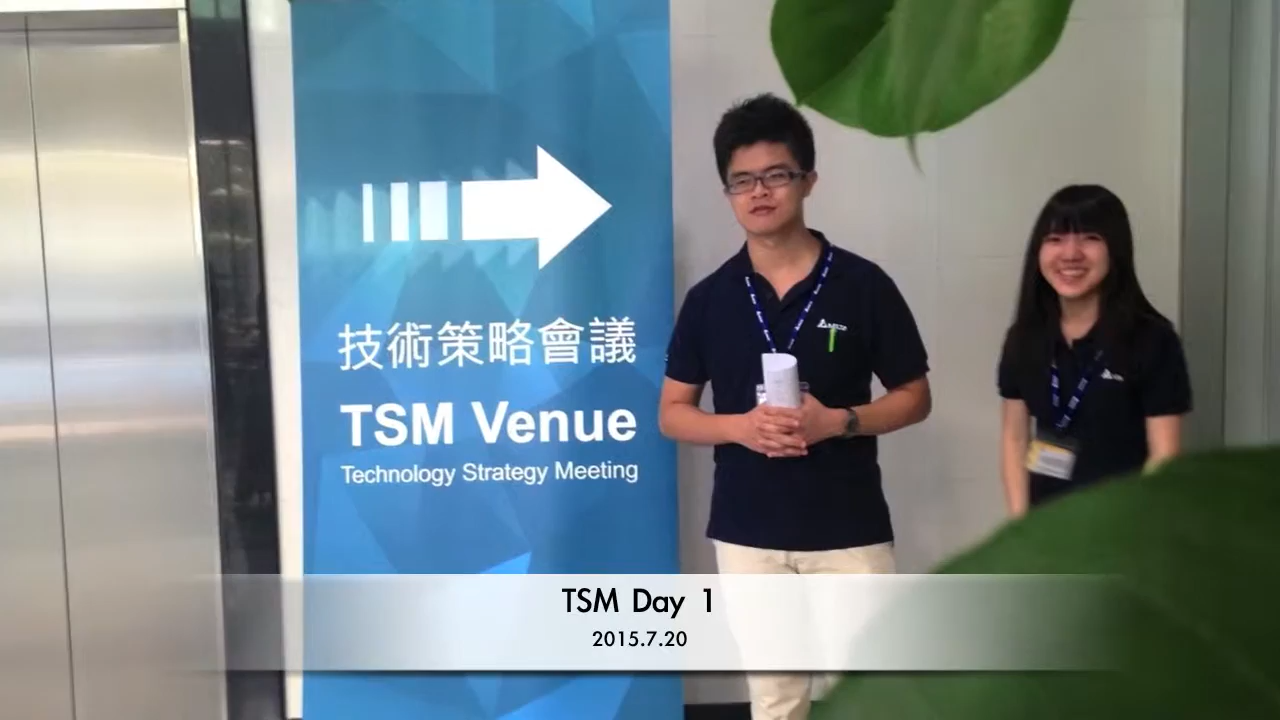 技術策略會議
TSM Venue
Technology Strategy Meeting
TSM Day 1
2015.7.20